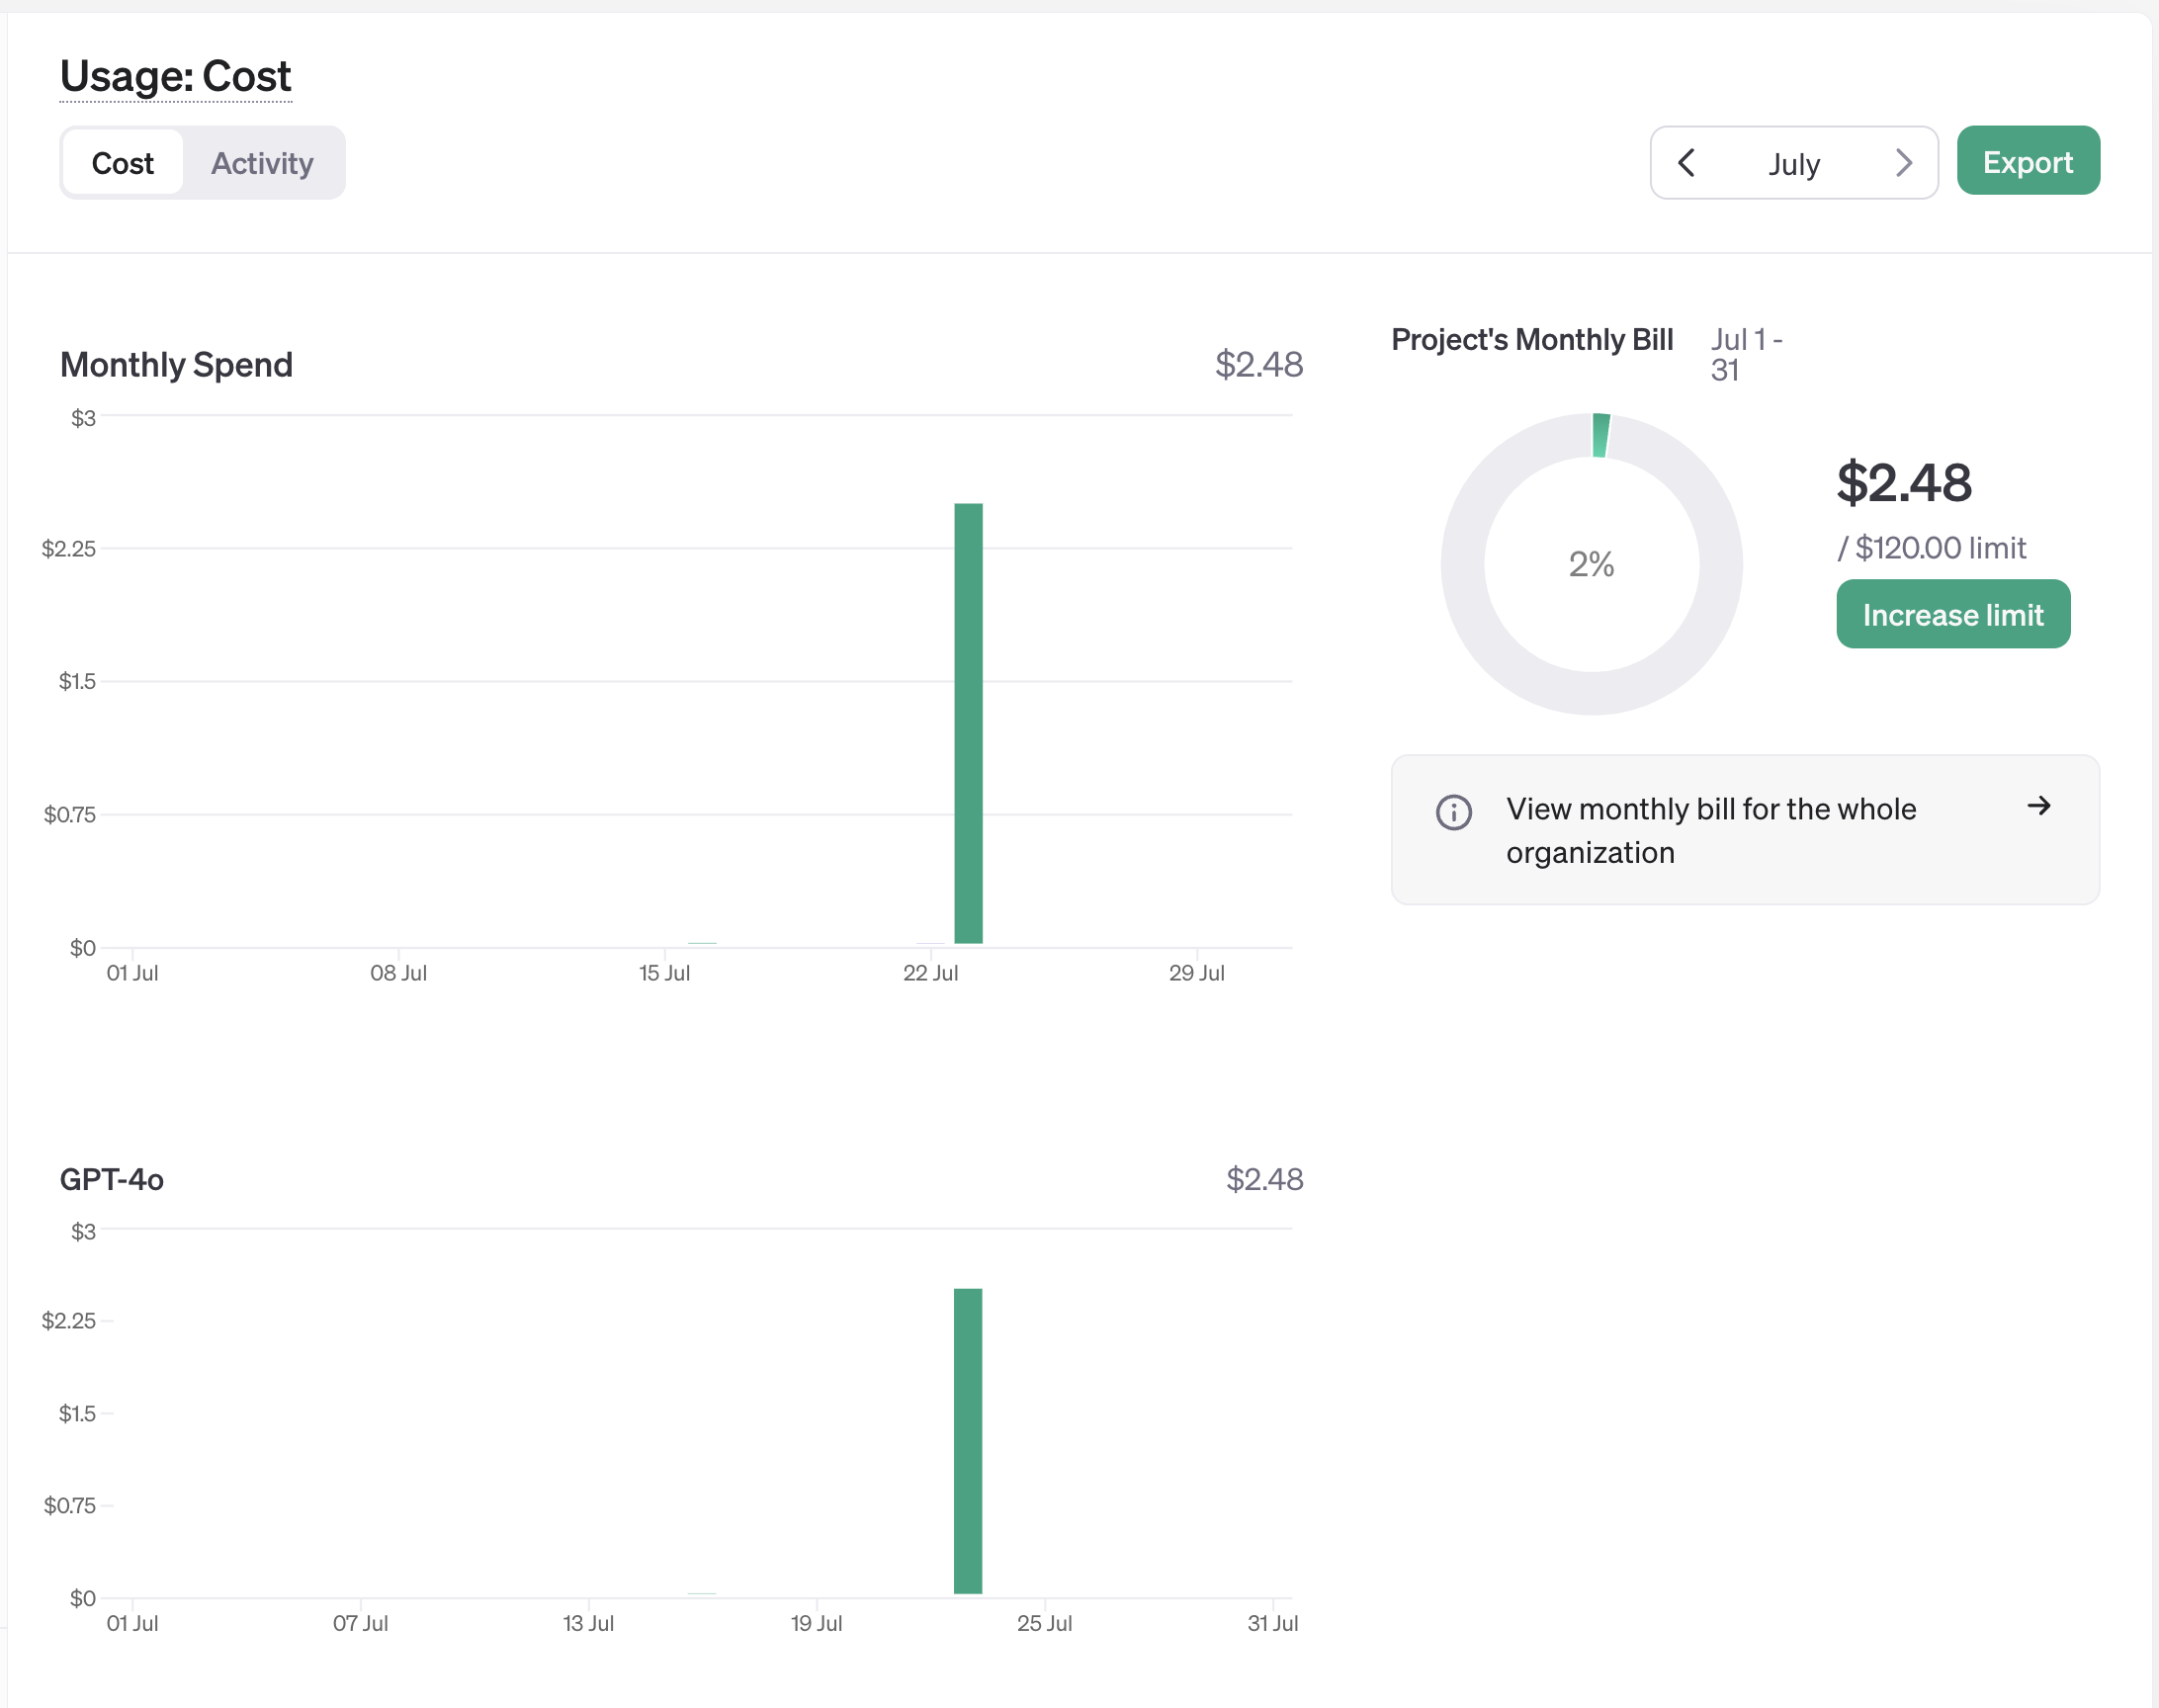 Usage: Cost
Cost
Activity
July
Export
Monthly Spend
$2.48
$3
$2.25
$1.5
$0.75
$0
01 Jul
08 Jul
15 Jul
22 Jul
29 Jul
Project's Monthly Bill
Jul 1 -
31
2%
$2.48
/ $120.00 limit
Increase limit
View monthly bill for the whole
organization
GPT-4o
$2.48
$3
$2.25
$1.5
$0.75
$0
01 Jul
07 Jul
13 Jul
19 Jul
25 Jul
31 Jul